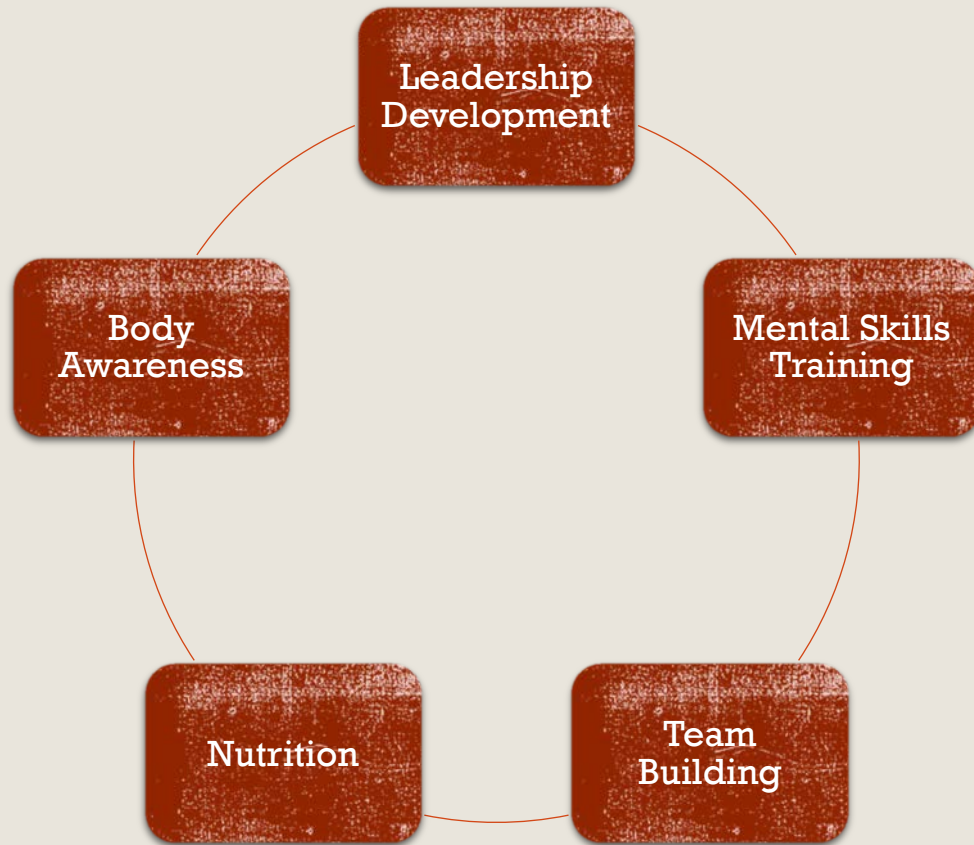 Leadership
Development
Mental Skills
Training
Team
Building
Nutrition
Body
Awareness